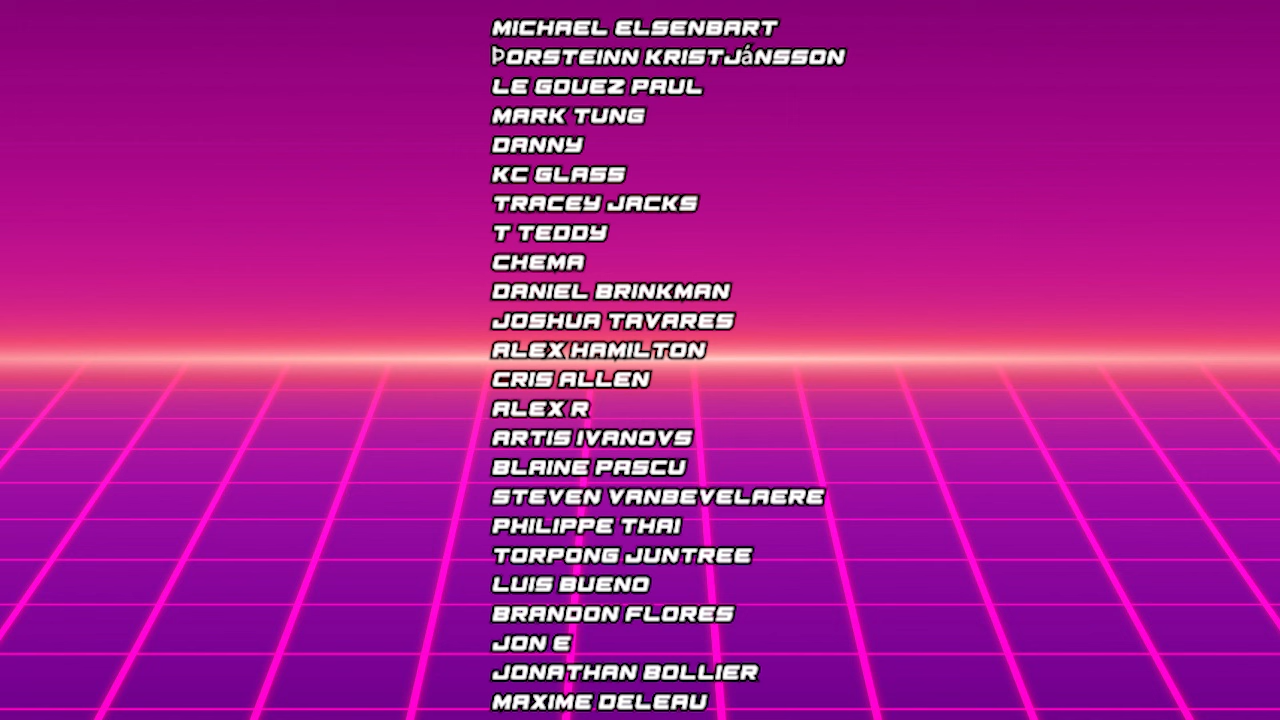 MICHAEL ELSENBART
ÞORSTEINN KRISTJáNSSON
LE GOUEZ PAUL
MARK TUNG
DANNY
KC GLASS
TRACEY JACKS
T TEDDY
CHEMA
DANIEL BRINKMAN
JOSHUA TAVARES
ALEX HAMILTON
CRIS ALLEN
ALEX R
ARTIS IVANOVS
BLAINE PASCU
STEVEN VANBEVELAERE
PHILIPPE THAI
TORPONG JUNTREE
LUIS BUENO
BRANDON FLORES
JON E
JONATHAN BOLLIER
MAXIME DELEAU